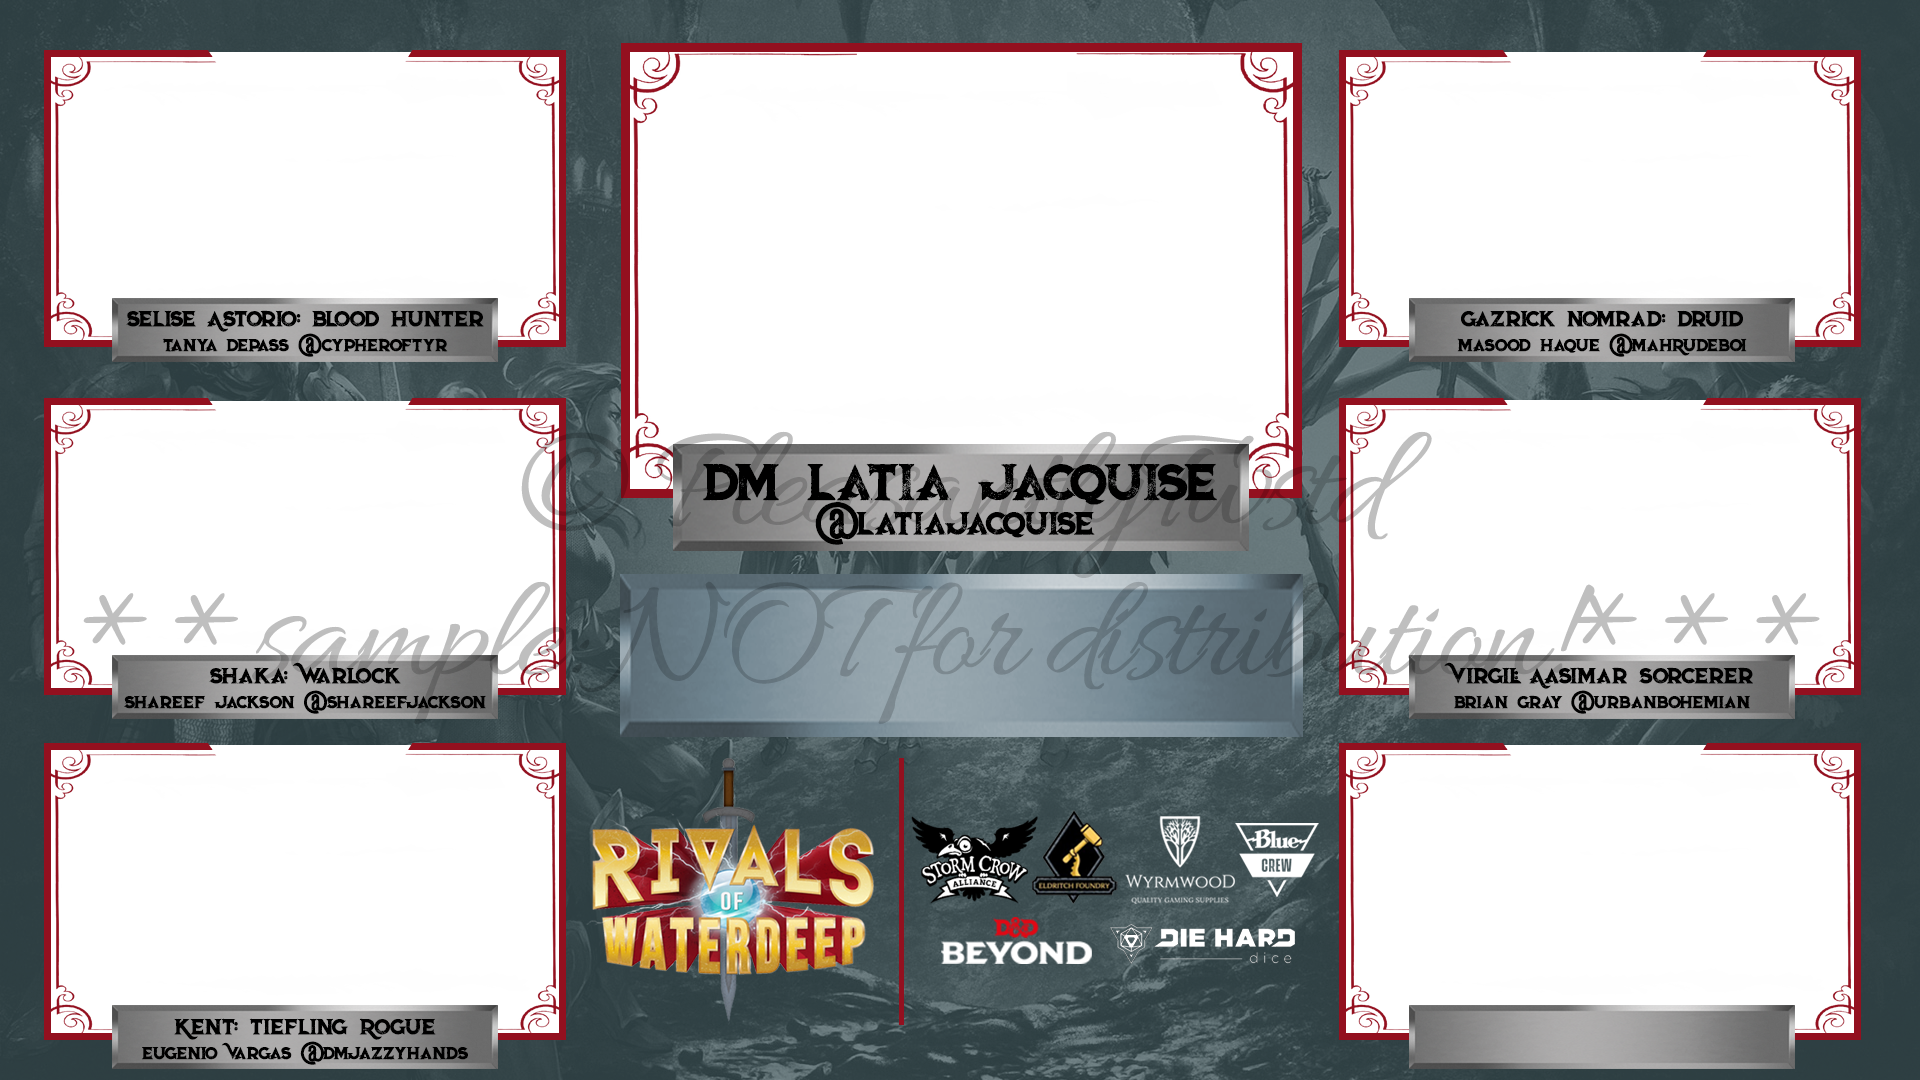 SELISE ASTORIO: BLOOD HUNTER
TANYA DEPASS @CYPHEROFTYR
GAZRICK NOMRAD: DRUID
MASOOD HAQUE @MAHRUDEBOI
DM LATIA JACQUISE
@LATIAJACQUISE
© PleasantlyTwstd
**sample NOT for distribution!***
SHAKA: WARLOCK
SHAREEF JACKSON @SHAREEFJACKSON
VIRGIL AASIMAR SORCERER
BRIAN GRAY @URBANBOHEMIAN
KENT: TIEFLING ROGUE
EUGENIO VARGAS @DMJAZZYHANDS
RIVALS
OF
WATERDEEP
STORM CROW
ALLIANCE
ELDRITCH FOUNDRY
WYRMWOOD
QUALITY GAMING SUPPLIES
Blue
CREW
D&D
BEYOND
DIE HARD
dice